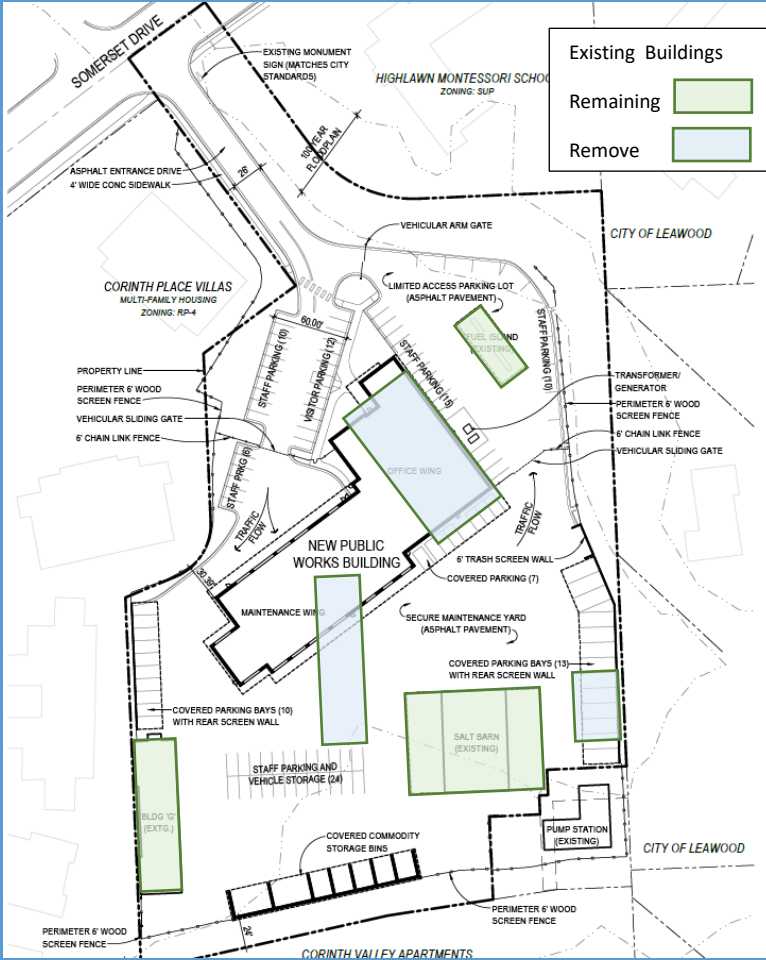 SOMERSET DRIVE
EXISTING MONUMENT
SIGN (MATCHES CITY
STANDARDS)
HIGHLAWN MONTESSORI SCHOO
ZONING: SUP
Existing Buildings
Remaining
Remove
100 YEAR
FLOODPLAIN
ASPHALT ENTRANCE DRIVE
4' WIDE CONC SIDEWALK
26'
VEHICULAR ARM GATE
CITY OF LEAWOOD
CORINTH PLACE VILLAS
MULTI-FAMILY HOUSING
ZONING: RP-4
LIMITED ACCESS PARKING LOT
(ASPHALT PAVEMENT)
60.00'
STAFF PARKING (10)
VISITOR PARKING (12)
STAFF PARKING (15)
FUEL ISLAND
(EXISTING)
STAFF PARKING (10)
PROPERTY LINE
PERIMETER 6' WOOD
SCREEN FENCE
VEHICULAR SLIDING GATE
6' CHAIN LINK FENCE
TRANSFORMER/
GENERATOR
PERIMETER 6' WOOD
SCREEN FENCE
6' CHAIN LINK FENCE
VEHICULAR SLIDING GATE
STAFF PRKG (6)
OFFICE WING
TRAFFIC
FLOW
TRAFFIC
FLOW
NEW PUBLIC
WORKS BUILDING
6' TRASH SCREEN WALL
COVERED PARKING (7)
30.39'
MAINTENANCE WING
SECURE MAINTENANCE YARD
(ASPHALT PAVEMENT)
COVERED PARKING BAYS (13)
WITH REAR SCREEN WALL
COVERED PARKING BAYS (10)
WITH REAR SCREEN WALL
SALT BARN
(EXISTING)
STAFF PARKING AND
VEHICLE STORAGE (24)
BLDG 'G'
(EXTG.)
PUMP STATION
(EXISTING)
COVERED COMMODITY
STORAGE BINS
CITY OF LEAWOOD
PERIMETER 6' WOOD
SCREEN FENCE
24'
PERIMETER 6' WOOD
SCREEN FENCE
CORINTH VALLEY APARTMENTS